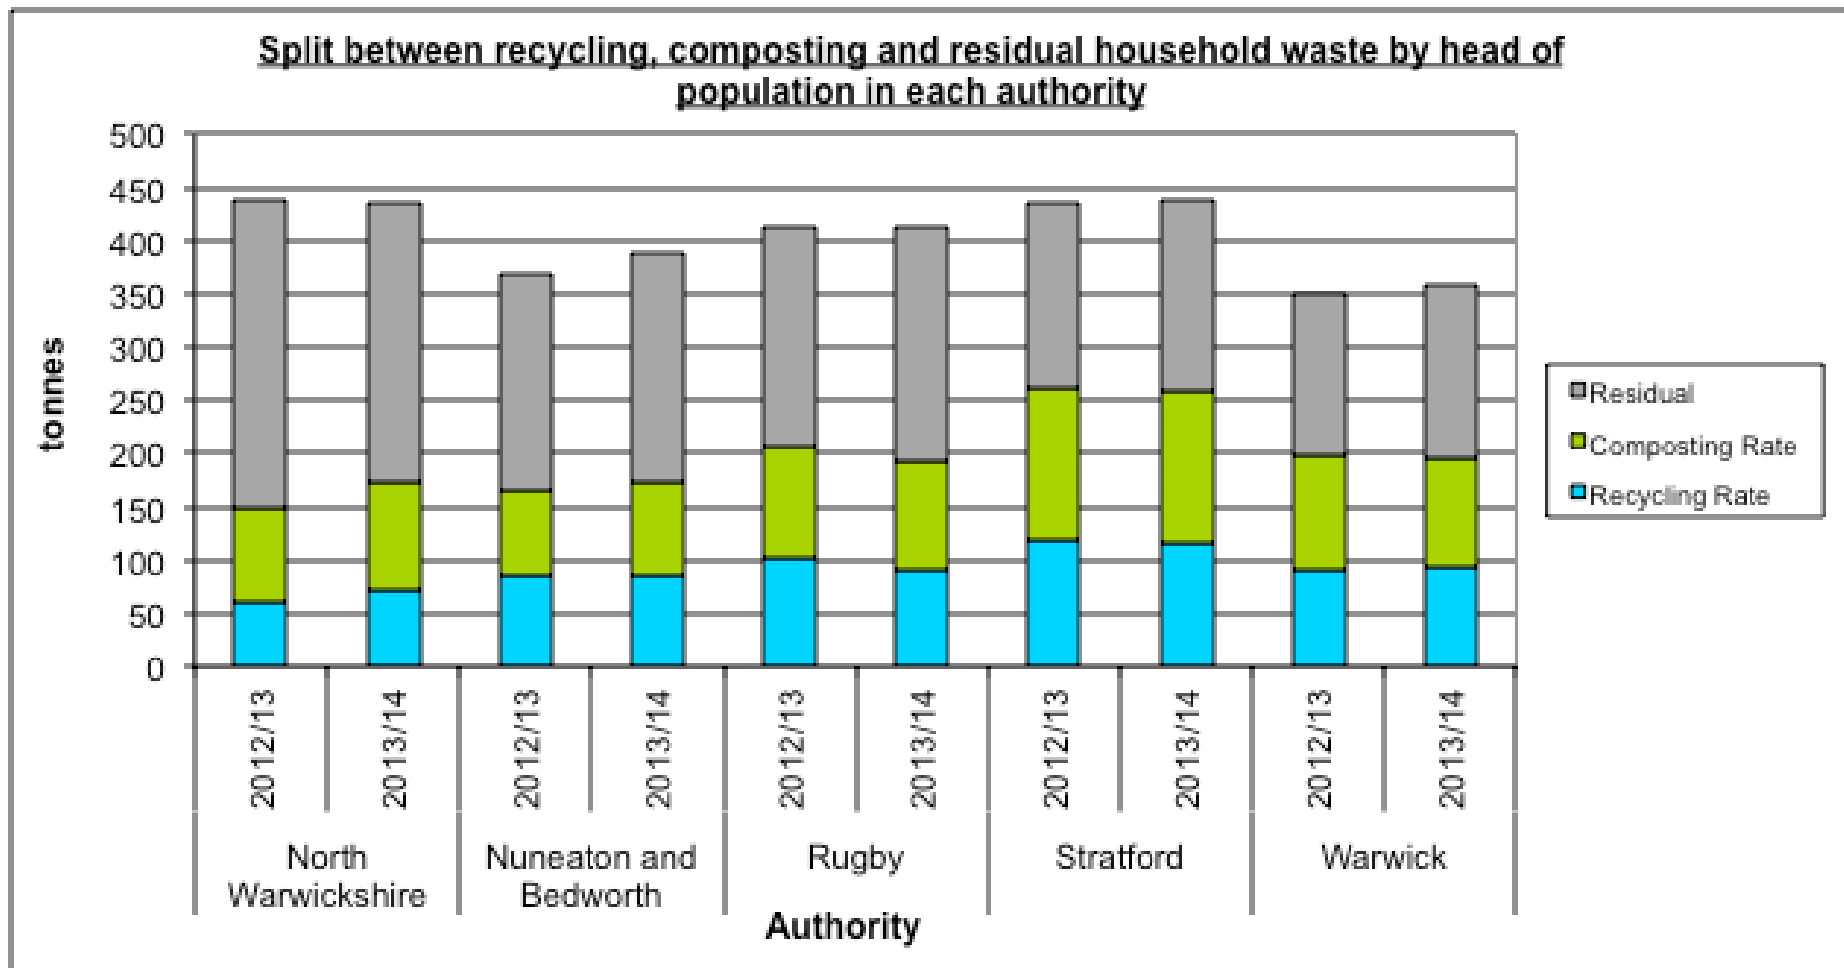 Split between recycling, composting and residual household waste by head of
population in each authority
500
450
400
350
300
250
200
150
100
50
0
tonnes
Residual
Composting Rate
Recycling Rate
2012/13
2013/14
2012/13
2013/14
2012/13
2013/14
2012/13
2013/14
2012/13
2013/14
North
Warwickshire
Nuneaton and
Bedworth
Rugby
Stratford
Warwick
Authority